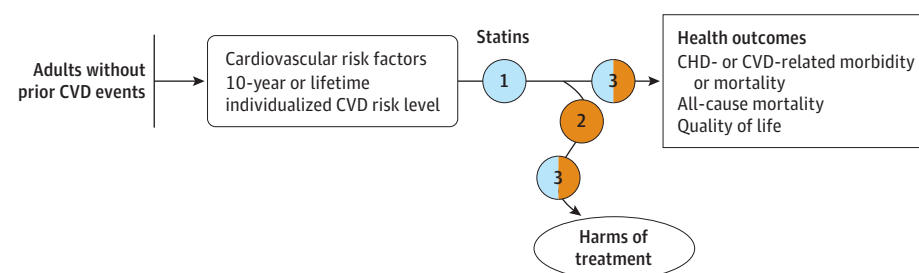 Adults without
prior CVD events
Cardiovascular risk factors
10-year or lifetime
individualized CVD risk level
Statins
1
3
2
3
Health outcomes
CHD- or CVD-related morbidity
or mortality
All-cause mortality
Quality of life
Harms of
treatment